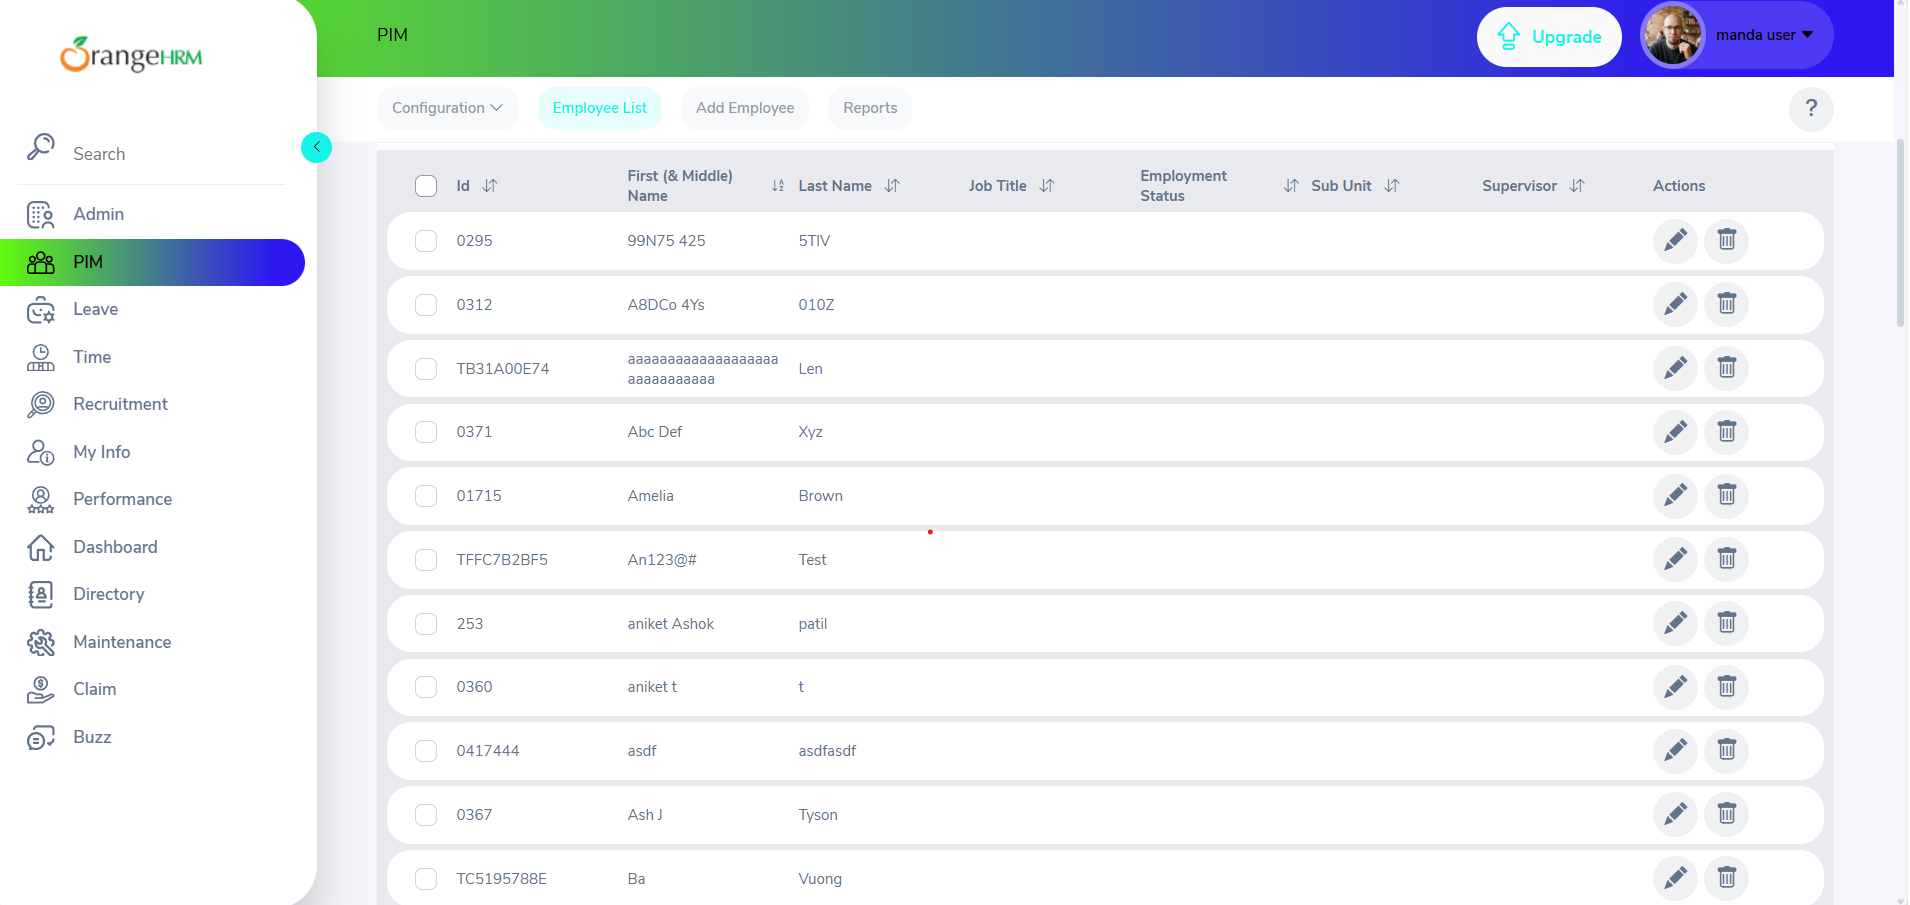 OrangeHRM
PIM
Upgrade
manda user
Configuration
Employee List
Add Employee
Reports
?
Search
Admin
PIM
Leave
Time
Recruitment
My Info
Performance
Dashboard
Directory
Maintenance
Claim
Buzz
Id First (& Middle) Name Last Name Job Title Employment Status Sub Unit Supervisor Actions
0295 99N75 425 5TIV
0312 A8DCo 4Ys 010Z
TB31A00E74 aaaaaaaaaaaaaaaaaaa Len
aaaaaaaaaaa
0371 Abc Def Xyz
01715 Amelia Brown
TFFC7B2BF5 An123@# Test
253 aniket Ashok patil
0360 aniket t t
0417444 asdf asdfasdf
0367 Ash J Tyson
TC5195788E Ba Vuong